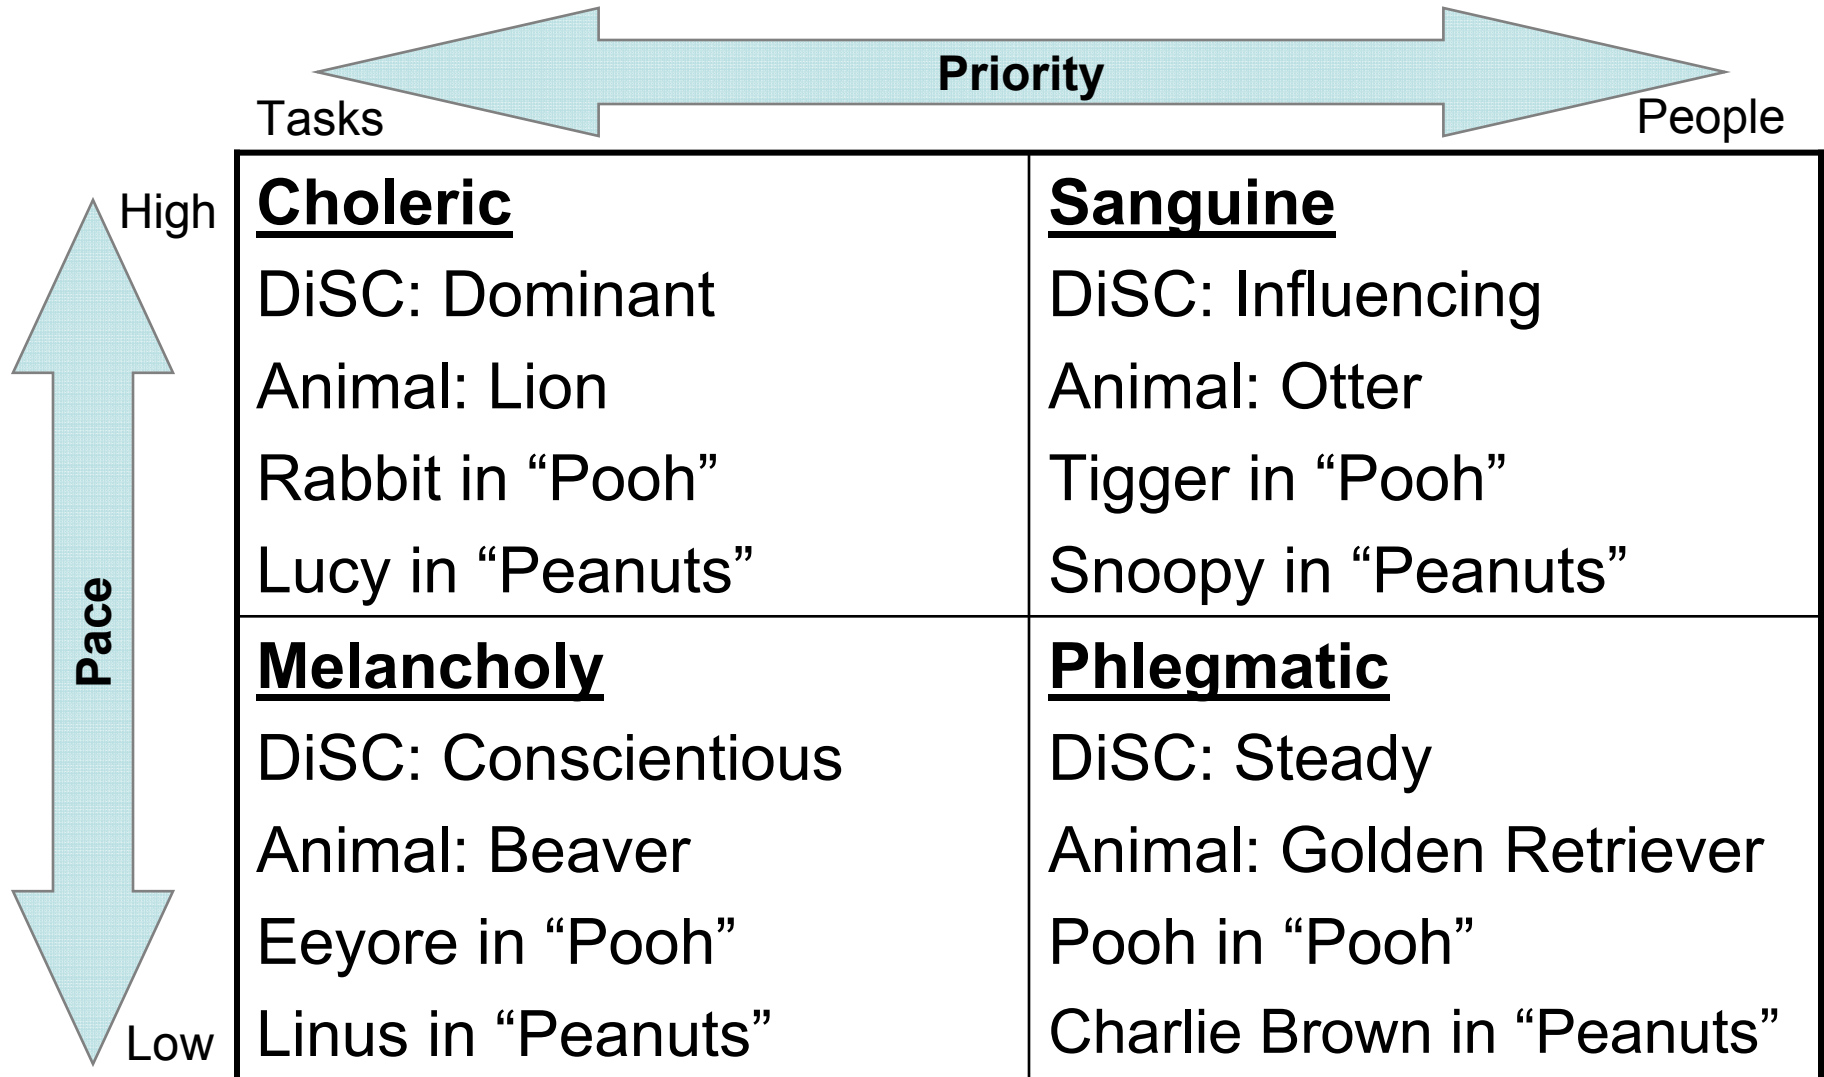 Priority
Tasks
People
High
Choleric
DiSC: Dominant
Animal: Lion
Rabbit in “Pooh”
Lucy in “Peanuts”
Sanguine
DiSC: Influencing
Animal: Otter
Tigger in “Pooh”
Snoopy in “Peanuts”
Pace
Melancholy
DiSC: Conscientious
Animal: Beaver
Eeyore in “Pooh”
Linus in “Peanuts”
Phlegmatic
DiSC: Steady
Animal: Golden Retriever
Pooh in “Pooh”
Charlie Brown in “Peanuts”
Low